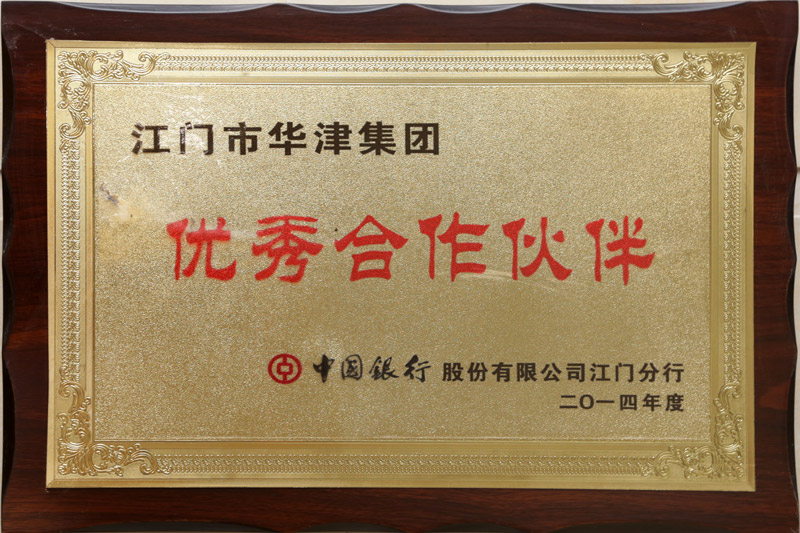 江门市华津集团
优秀合作伙伴
中国銀行 股份有限公司江门分行
二〇一四年度